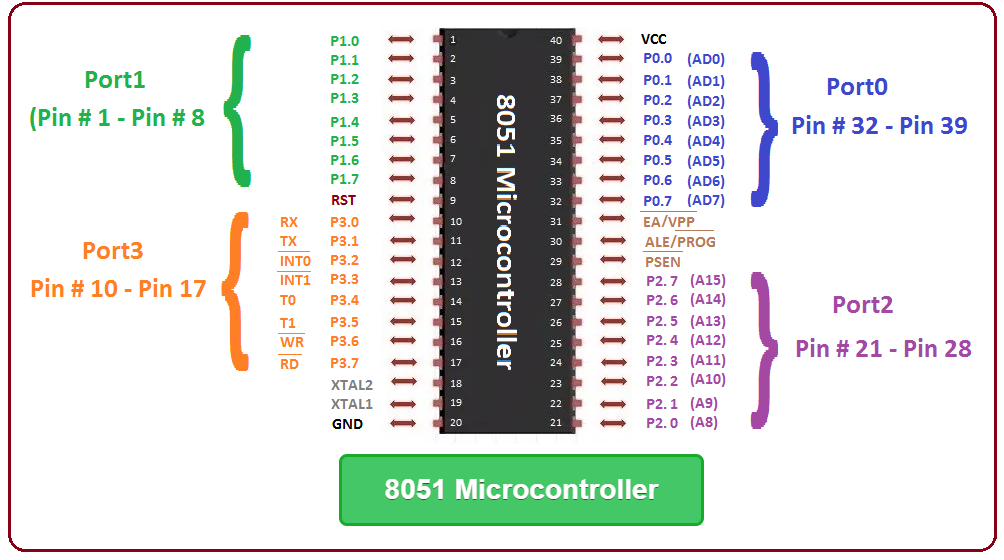 P1.0 1 40 VCC
P1.1 2 39 P0.0 (AD0)
Port1
P1.2 3 38 P0.1 (AD1)
Port0
P1.3 4 37 P0.2 (AD2)
(Pin # 1 - Pin # 8
P1.4 5 36 P0.3 (AD3)
Pin # 32 - Pin 39
P1.5 6 35 P0.4 (AD4)
P1.6 7 34 P0.5 (AD5)
P1.7 8 33 P0.6 (AD6)
RST 9 32 P0.7 (AD7)
RX P3.0 10 31 EA/VPP
TX P3.1 11 30 ALE/PROG
Port3
INT0 P3.2 12 29 PSEN
INT1 P3.3 13 28 P2.7 (A15)
Pin # 10 - Pin 17
T0 P3.4 14 27 P2.6 (A14)
Port2
T1 P3.5 15 26 P2.5 (A13)
WR P3.6 16 25 P2.4 (A12)
Pin # 21 - Pin 28
RD P3.7 17 24 P2.3 (A11)
XTAL2 18 23 P2.2 (A10)
XTAL1 19 22 P2.1 (A9)
GND 20 21 P2.0 (A8)
8051 Microcontroller
8051 Microcontroller